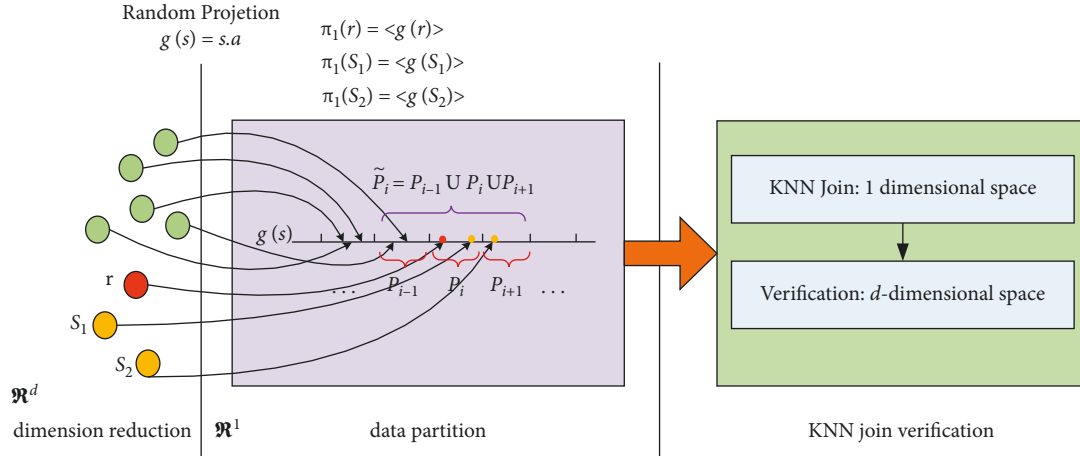 Random Projetion
g (s) = s.a
π₁(r) = <g (r)>
π₁(S₁) = <g (S₁)>
π₁(S₂) = <g (S₂)>
P̃ᵢ = Pᵢ₋₁ U Pᵢ UPᵢ₊₁
g (s)
r
S₁
S₂
. . . Pᵢ₋₁ Pᵢ Pᵢ₊₁ . . .
KNN Join: 1 dimensional space
Verification: d-dimensional space
ℜᵈ
dimension reduction
ℜ¹
data partition
KNN join verification